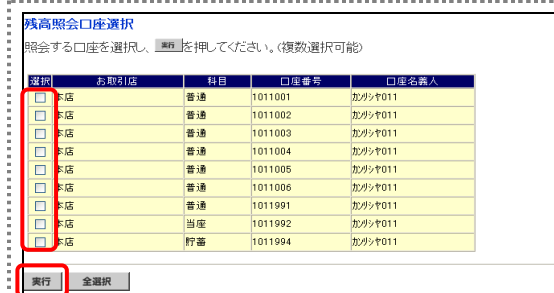 残高照会口座選択
照会する口座を選択し、 実行 を押してください。(複数選択可能)
選択 お取引店 科目 口座番号 口座名義人
本店 普通 1011001 カンリシヤ011
本店 普通 1011002 カンリシヤ011
本店 普通 1011003 カンリシヤ011
本店 普通 1011004 カンリシヤ011
本店 普通 1011005 カンリシヤ011
本店 普通 1011006 カンリシヤ011
本店 普通 1011991 カンリシヤ011
本店 当座 1011992 カンリシヤ011
本店 貯蓄 1011994 カンリシヤ011
実行 全選択